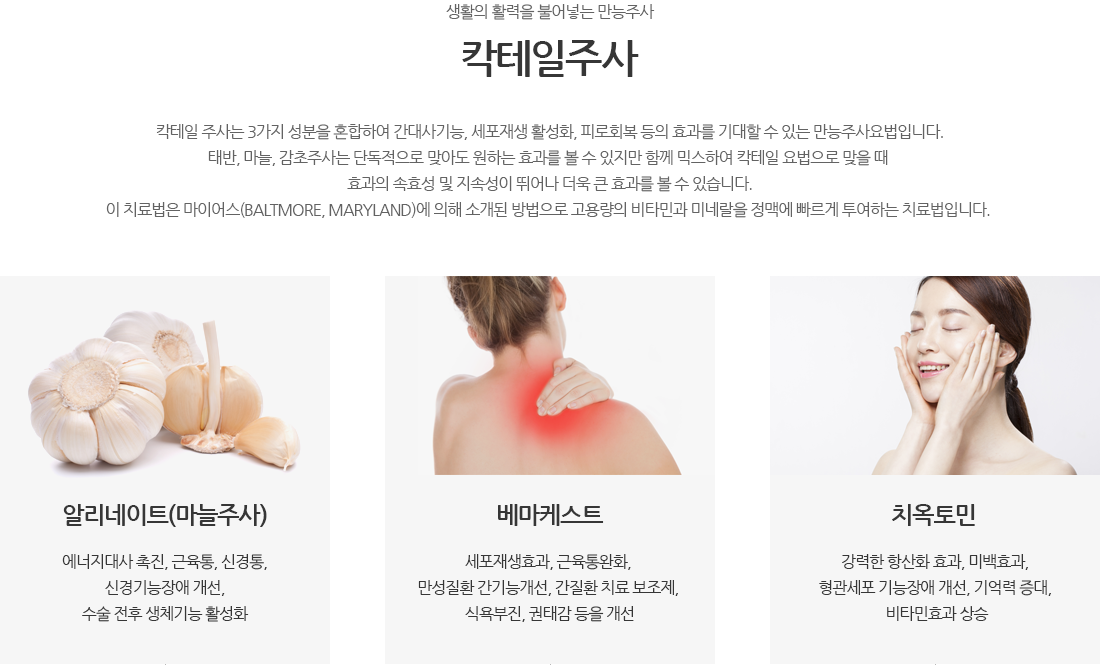 생활의 활력을 불어넣는 만능주사
칵테일주사
칵테일 주사는 3가지 성분을 혼합하여 간대사기능, 세포재생 활성화, 피로회복 등의 효과를 기대할 수 있는 만능주사요법입니다.
태반, 마늘, 감초주사는 단독적으로 맞아도 원하는 효과를 볼 수 있지만 함께 믹스하여 칵테일 요법으로 맞을 때
효과의 속효성 및 지속성이 뛰어나 더욱 큰 효과를 볼 수 있습니다.
이 치료법은 마이어스(BALTMORE, MARYLAND)에 의해 소개된 방법으로 고용량의 비타민과 미네랄을 정맥에 빠르게 투여하는 치료법입니다.
알리네이트(마늘주사)
에너지대사 촉진, 근육통, 신경통,
신경기능장애 개선,
수술 전후 생체기능 활성화
베마케스트
세포재생효과, 근육통완화,
만성질환 간기능개선, 간질환 치료 보조제,
식욕부진, 권태감 등을 개선
치옥토민
강력한 항산화 효과, 미백효과,
혈관세포 기능장애 개선, 기억력 증대,
비타민효과 상승